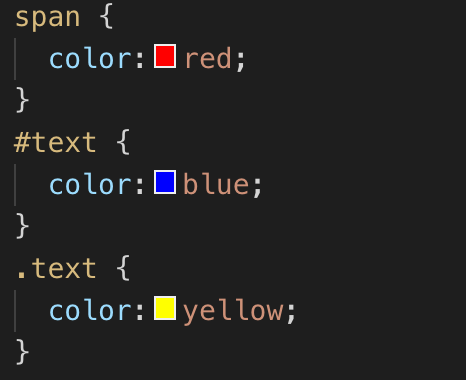 span {
color: red;
}
#text {
color: blue;
}
.text {
color: yellow;
}